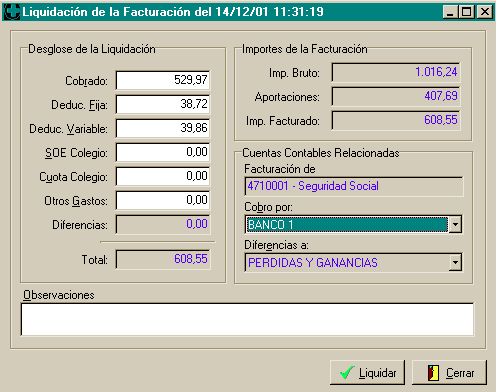 Liquidación de la Facturación del 14/12/01 11:31:19
Desglose de la Liquidación
Cobrado: 529,97
Deduc. Fija: 38,72
Deduc. Variable: 39,86
SOE Colegio: 0,00
Cuota Colegio: 0,00
Otros Gastos: 0,00
Diferencias: 0,00
Total: 608,55
Importes de la Facturación
Imp. Bruto: 1.016,24
Aportaciones: 407,69
Imp. Facturado: 608,55
Cuentas Contables Relacionadas
Facturación de
4710001 - Seguridad Social
Cobro por:
BANCO 1
Diferencias a:
PERDIDAS Y GANANCIAS
Observaciones
Liquidar
Cerrar